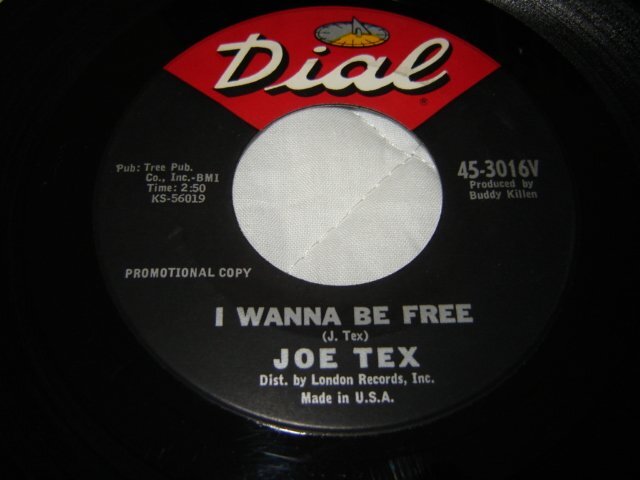 Dial
®
Pub: Tree Pub.
Co., Inc.-BMI
Time: 2:50
KS-56019
45-3016V
Produced by
Buddy Killen
PROMOTIONAL COPY
I WANNA BE FREE
(J. Tex)
JOE TEX
Dist. by London Records, Inc.
Made in U.S.A.